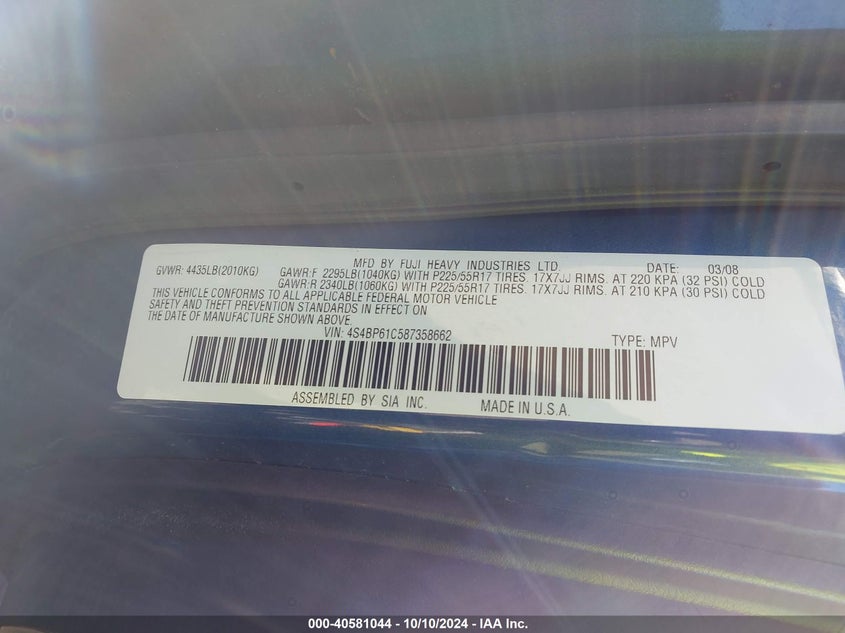 MFD BY FUJI HEAVY INDUSTRIES LTD. DATE: 03/08
GVWR: 4435LB(2010KG) GAWR:F 2295LB(1040KG) WITH P225/55R17 TIRES. 17X7JJ RIMS. AT 220 KPA (32 PSI) COLD
GAWR:R 2340LB(1060KG) WITH P225/55R17 TIRES. 17X7JJ RIMS. AT 210 KPA (30 PSI) COLD
THIS VEHICLE CONFORMS TO ALL APPLICABLE FEDERAL MOTOR VEHICLE
SAFETY AND THEFT PREVENTION STANDARDS IN EFFECT ON
THE DATE OF MANUFACTURE SHOWN ABOVE.
VIN: 4S4BP61C587358662 TYPE: MPV
ASSEMBLED BY SIA INC. MADE IN U.S.A.
000-40581044 / 10/10/2024 - IAA Inc.